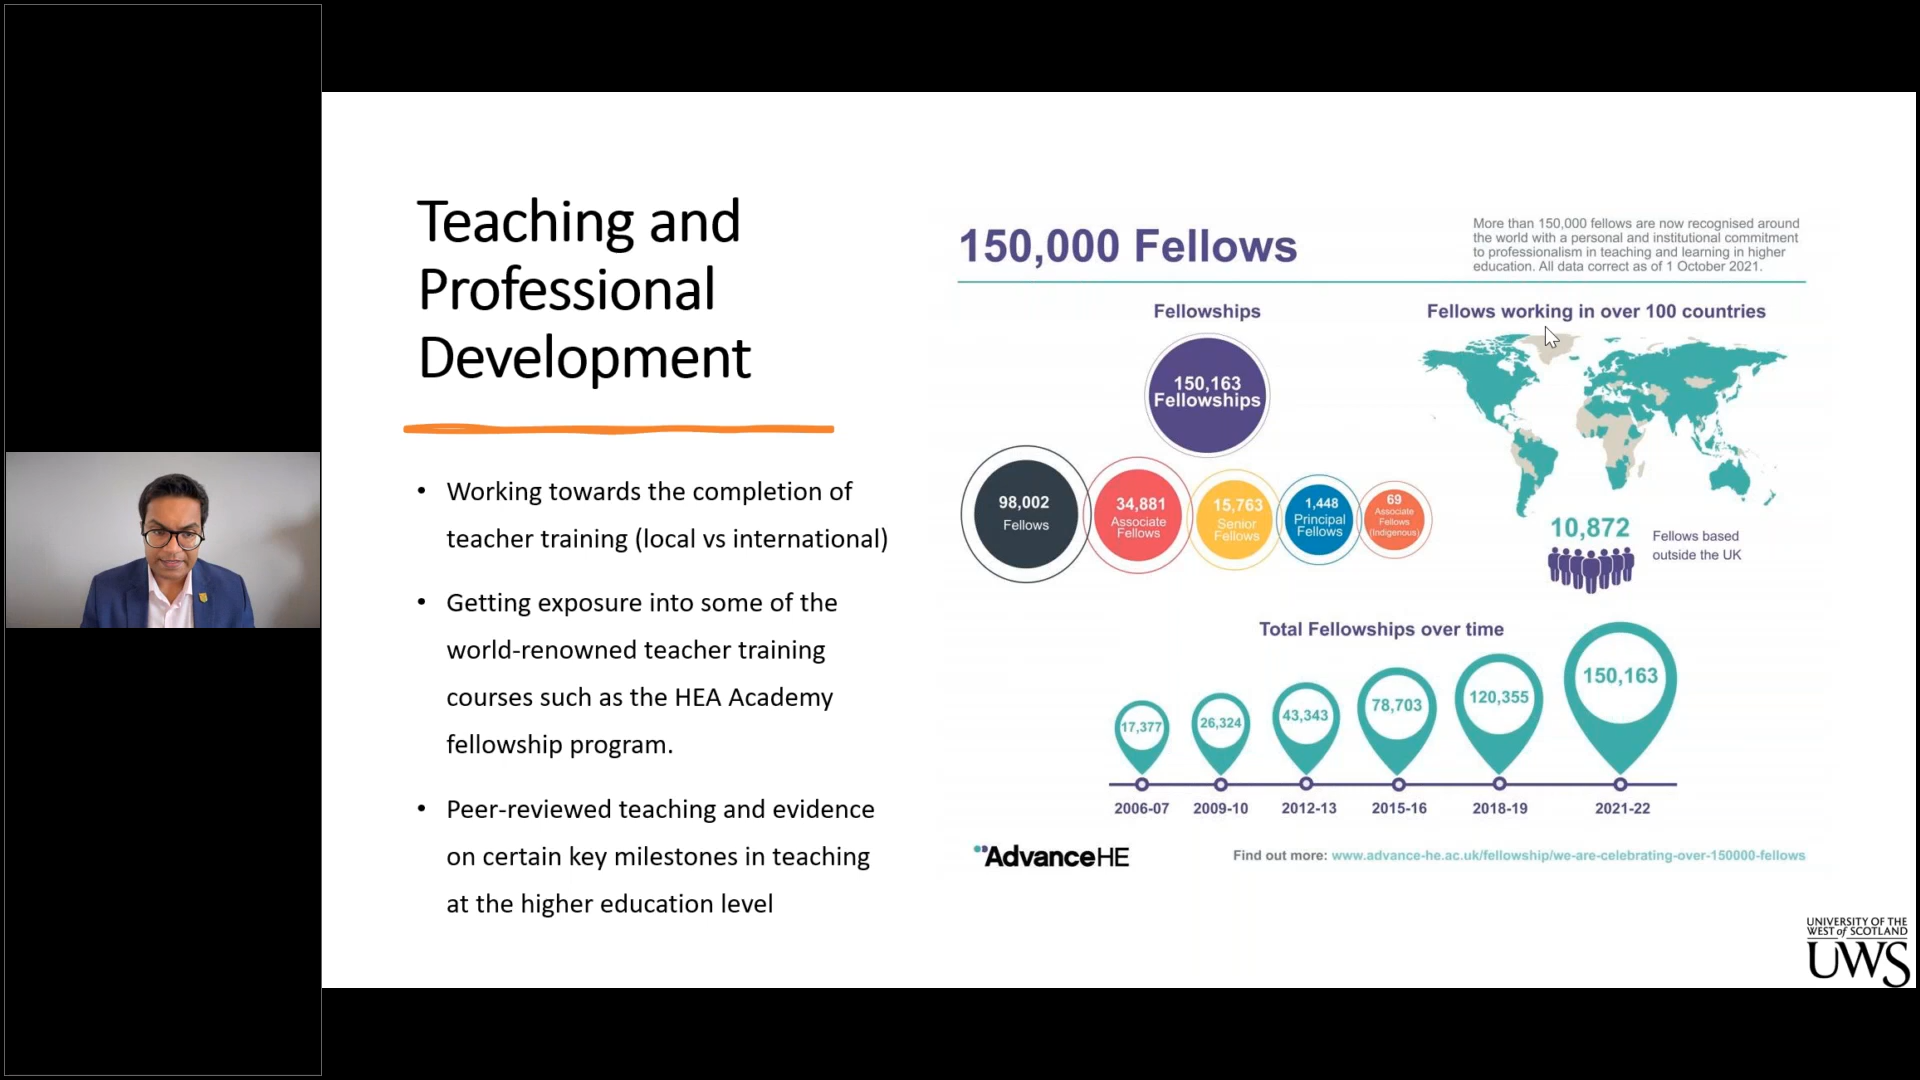 Teaching and
Professional
Development
• Working towards the completion of
teacher training (local vs international)
• Getting exposure into some of the
world-renowned teacher training
courses such as the HEA Academy
fellowship program.
• Peer-reviewed teaching and evidence
on certain key milestones in teaching
at the higher education level
150,000 Fellows
More than 150,000 fellows are now recognised around
the world with a personal and institutional commitment
to professionalism in teaching and learning in higher
education. All data correct as of 1 October 2021.
Fellowships
150,163
Fellowships
98,002
Fellows
34,881
Associate
Fellows
15,763
Senior
Fellows
1,448
Principal
Fellows
69
Associate
Fellows
(Indigenous)
Fellows working in over 100 countries
10,872
Fellows based
outside the UK
Total Fellowships over time
17,377
26,324
43,343
78,703
120,355
150,163
2006-07
2009-10
2012-13
2015-16
2018-19
2021-22
AdvanceHE
Find out more: www.advance-he.ac.uk/fellowship/we-are-celebrating-over-150000-fellows
UNIVERSITY OF THE
WEST of SCOTLAND
UWS